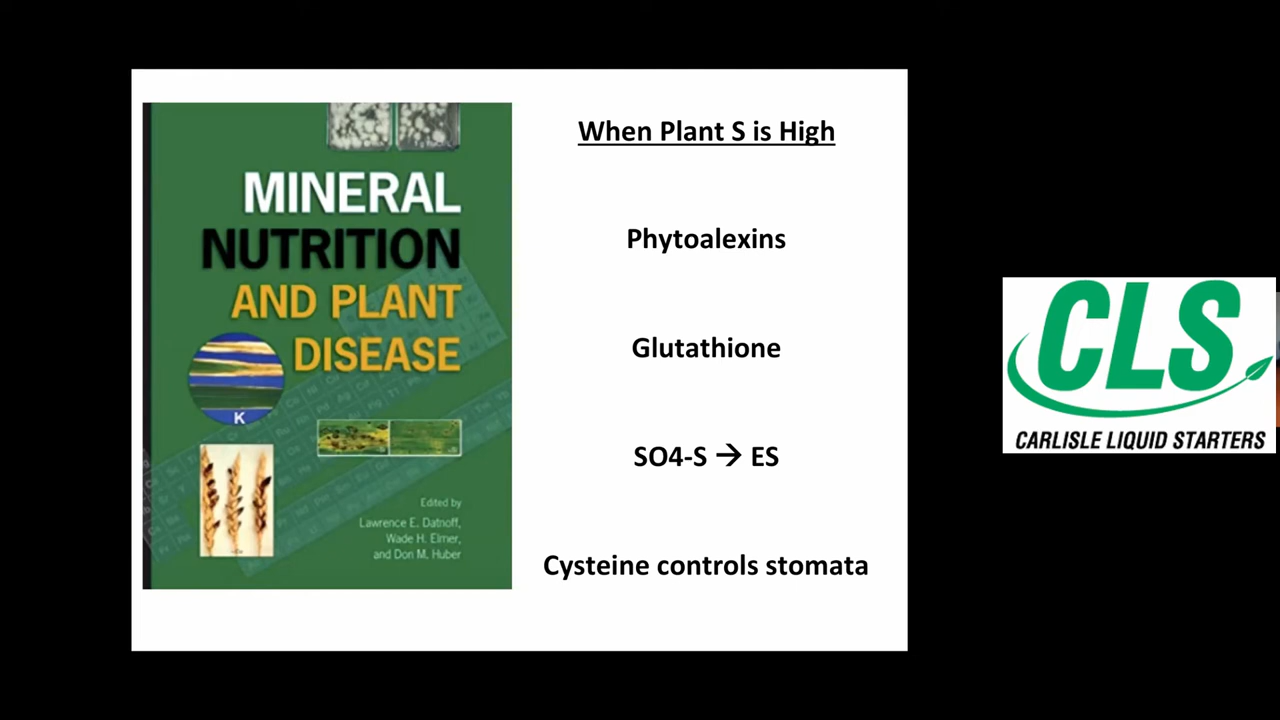 MINERAL
NUTRITION
AND PLANT
DISEASE
K
Edited by
Lawrence E. Datnoff,
Wade H. Elmer,
and Don M. Huber
When Plant S is High
Phytoalexins
Glutathione
SO4-S → ES
Cysteine controls stomata
CLS
CARLISLE LIQUID STARTERS